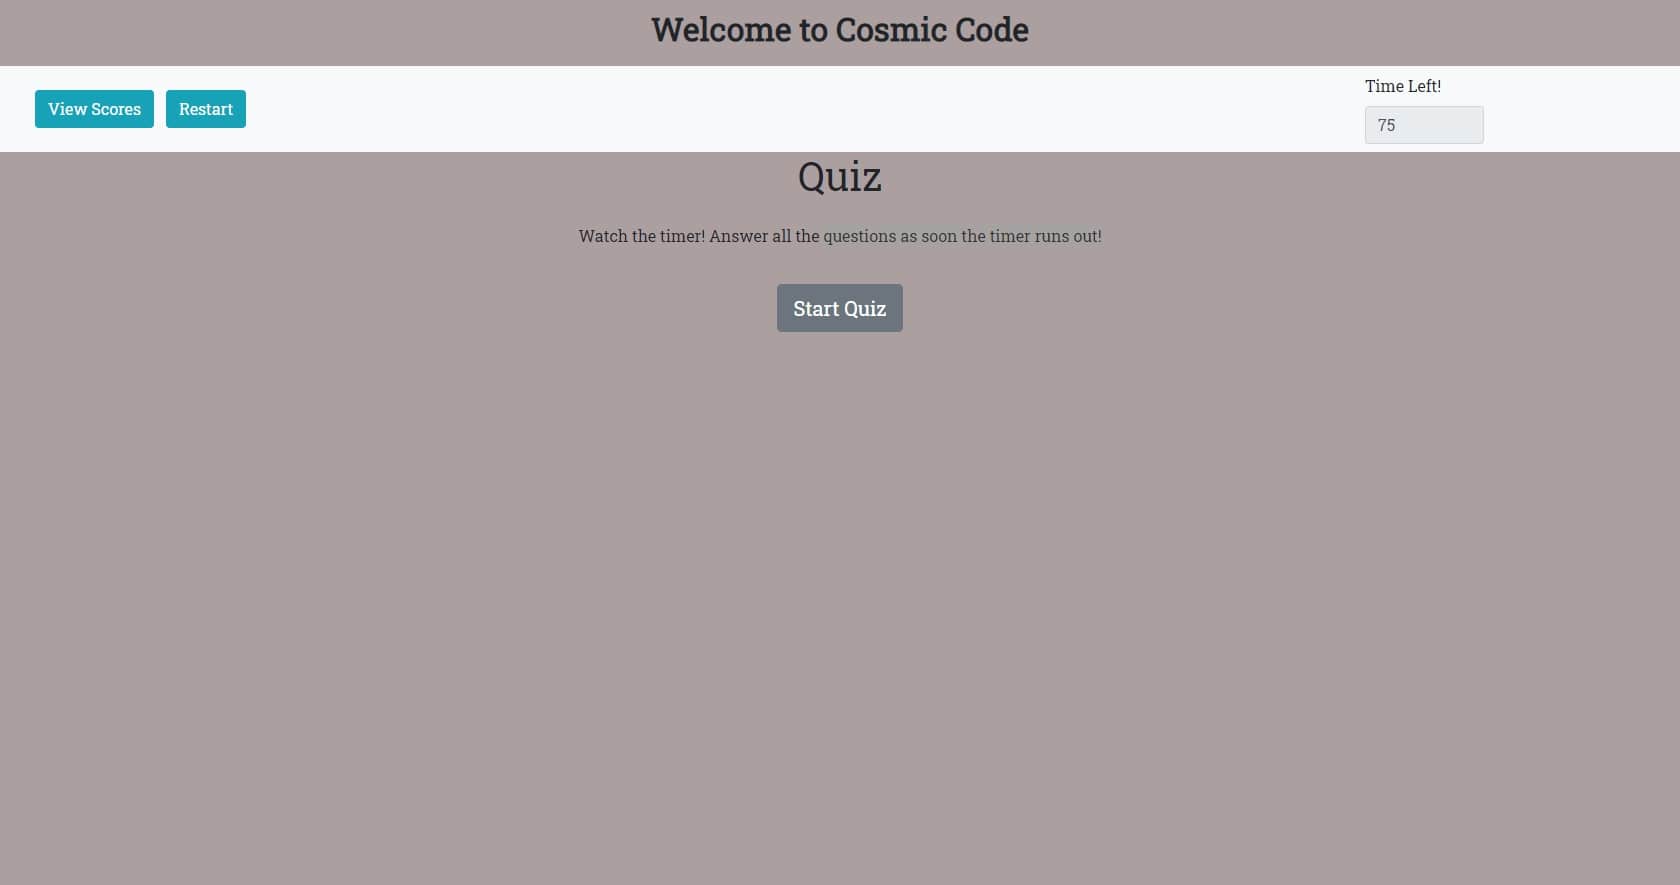 Welcome to Cosmic Code
View Scores
Restart
Time Left!
75
Quiz
Watch the timer! Answer all the questions as soon the timer runs out!
Start Quiz